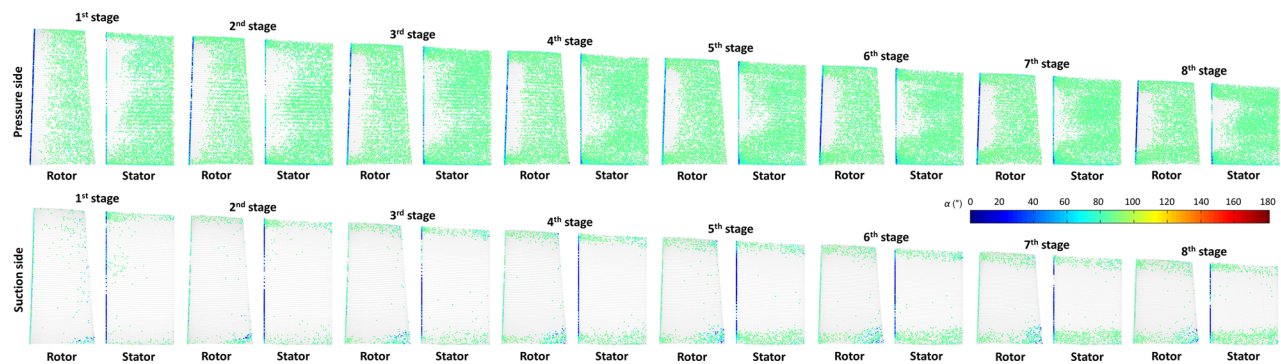 1st stage
2nd stage
3rd stage
4th stage
5th stage
6th stage
7th stage
8th stage
Pressure side
Rotor Stator Rotor Stator Rotor Stator Rotor Stator Rotor Stator Rotor Stator Rotor Stator Rotor Stator
α (°) 0 20 40 60 80 100 120 140 160 180
1st stage
2nd stage
3rd stage
4th stage
5th stage
6th stage
7th stage
8th stage
Suction side
Rotor Stator Rotor Stator Rotor Stator Rotor Stator Rotor Stator Rotor Stator Rotor Stator Rotor Stator